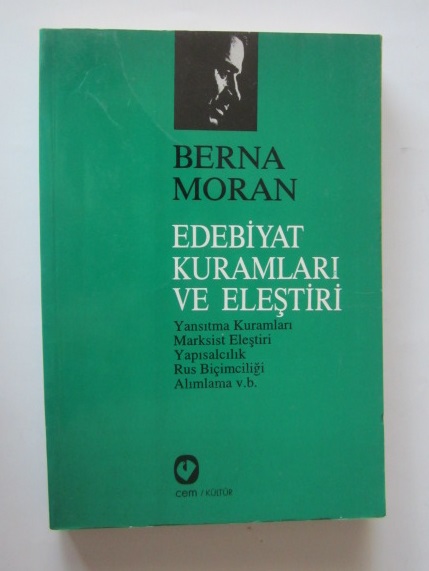 BERNA
MORAN
EDEBİYAT
KURAMLARI
VE ELEŞTİRİ
Yansıtma Kuramları
Marksist Eleştiri
Yapısalcılık
Rus Biçimciliği
Alımlama v.b.
cem / KÜLTÜR